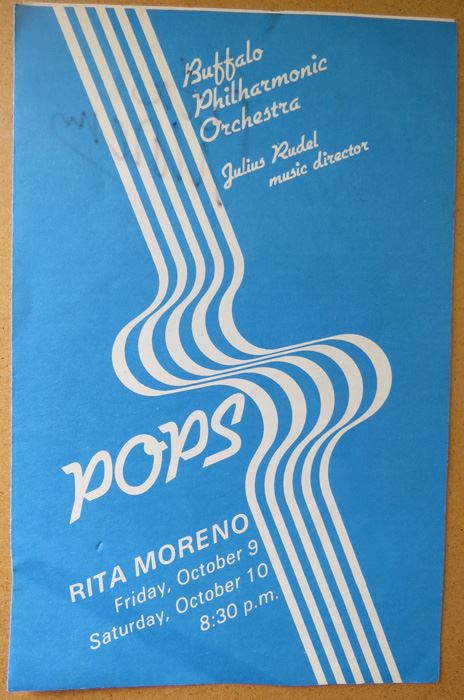 Buffalo
Philharmonic
Orchestra
Julius Rudel
music director
POPS
RITA MORENO
Friday, October 9
Saturday, October 10
8:30 p.m.